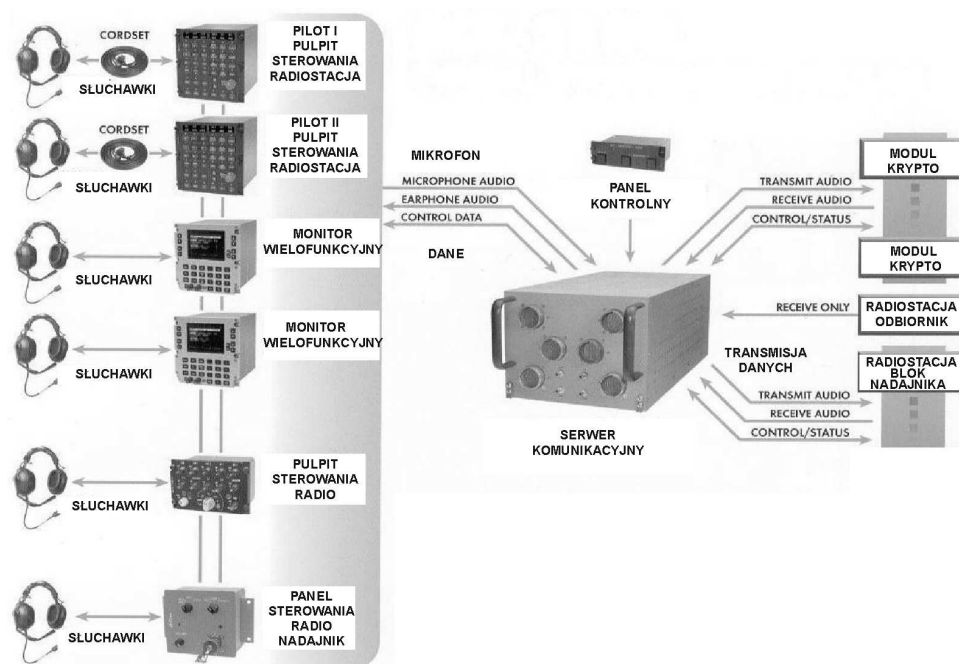 CORDSET
SŁUCHAWKI
PILOT I
PULPIT
STEROWANIA
RADIOSTACJA
CORDSET
SŁUCHAWKI
PILOT II
PULPIT
STEROWANIA
RADIOSTACJA
SŁUCHAWKI
MONITOR
WIELOFUNKCYJNY
SŁUCHAWKI
MONITOR
WIELOFUNKCYJNY
SŁUCHAWKI
PULPIT
STEROWANIA
RADIO
SŁUCHAWKI
PANEL
STEROWANIA
RADIO
NADAJNIK
MIKROFON
MICROPHONE AUDIO
EARPHONE AUDIO
CONTROL DATA
DANE
PANEL
KONTROLNY
SERWER
KOMUNIKACYJNY
TRANSMIT AUDIO
RECEIVE AUDIO
CONTROL/STATUS
MODUL
KRYPTO
MODUL
KRYPTO
RECEIVE ONLY
RADIOSTACJA
ODBIORNIK
TRANSMISJA
DANYCH
TRANSMIT AUDIO
RECEIVE AUDIO
CONTROL/STATUS
RADIOSTACJA
BLOK
NADAJNIKA